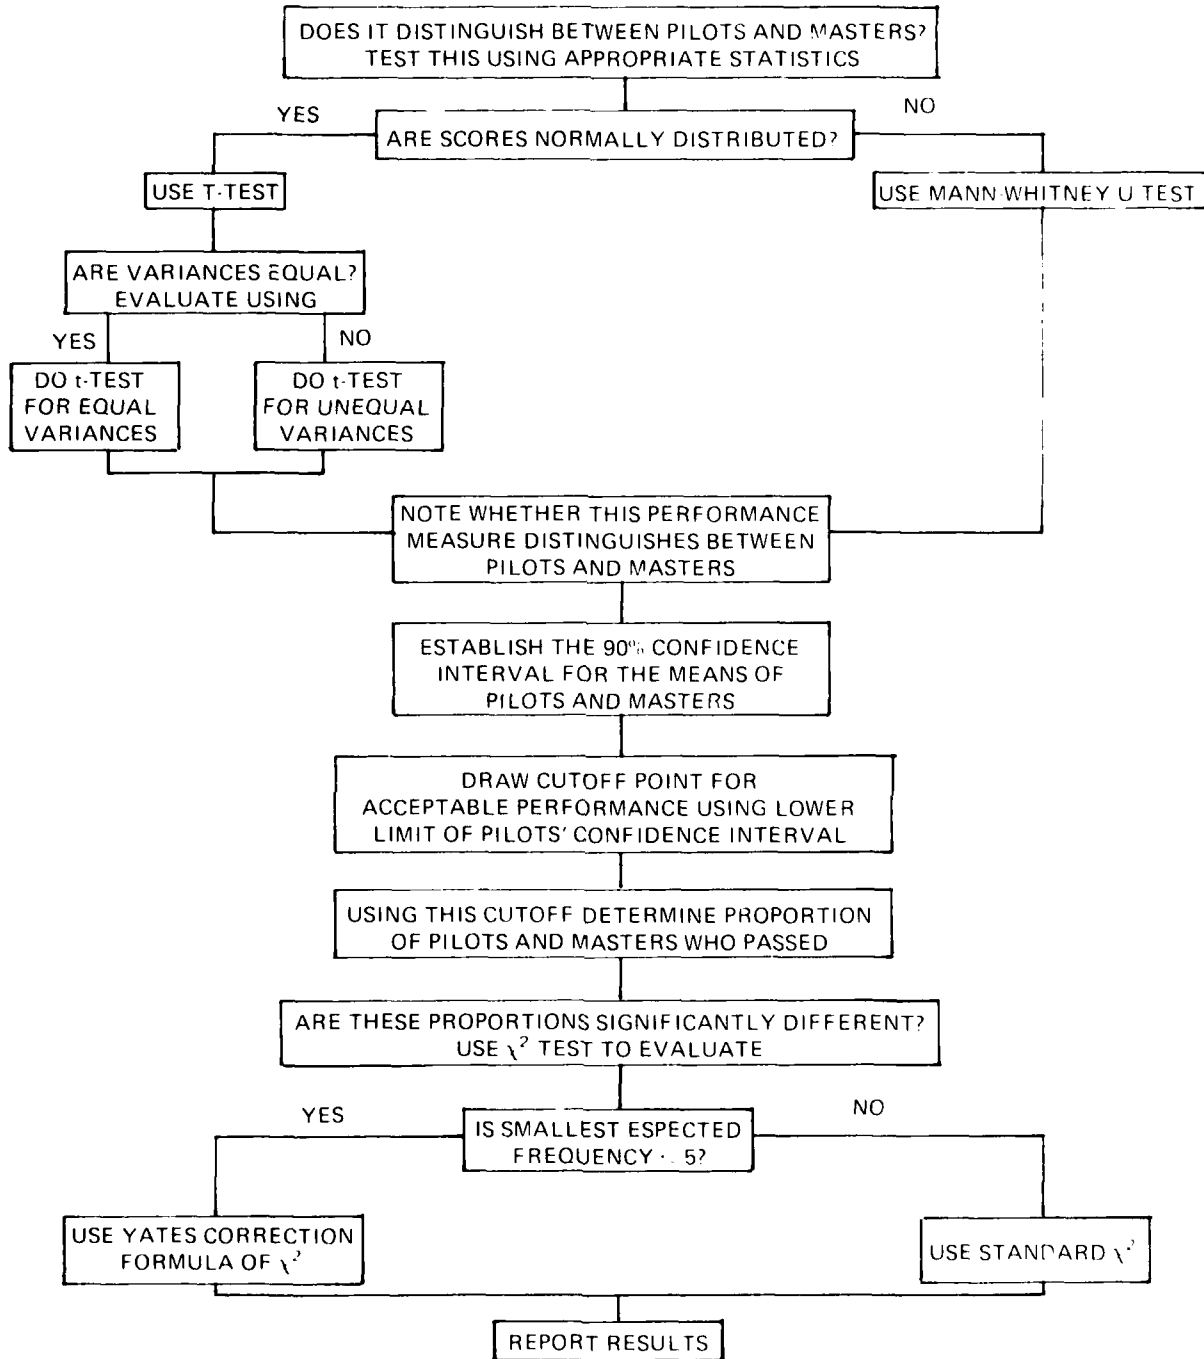 DOES IT DISTINGUISH BETWEEN PILOTS AND MASTERS?
TEST THIS USING APPROPRIATE STATISTICS
YES
NO
ARE SCORES NORMALLY DISTRIBUTED?
USE T-TEST
USE MANN-WHITNEY U TEST
ARE VARIANCES EQUAL?
EVALUATE USING
YES
NO
DO t-TEST
FOR EQUAL
VARIANCES
DO t-TEST
FOR UNEQUAL
VARIANCES
NOTE WHETHER THIS PERFORMANCE
MEASURE DISTINGUISHES BETWEEN
PILOTS AND MASTERS
ESTABLISH THE 90% CONFIDENCE
INTERVAL FOR THE MEANS OF
PILOTS AND MASTERS
DRAW CUTOFF POINT FOR
ACCEPTABLE PERFORMANCE USING LOWER
LIMIT OF PILOTS' CONFIDENCE INTERVAL
USING THIS CUTOFF DETERMINE PROPORTION
OF PILOTS AND MASTERS WHO PASSED
ARE THESE PROPORTIONS SIGNIFICANTLY DIFFERENT?
USE χ² TEST TO EVALUATE
YES
NO
IS SMALLEST ESPECTED
FREQUENCY 5?
USE YATES CORRECTION
FORMULA OF χ²
USE STANDARD χ²
REPORT RESULTS